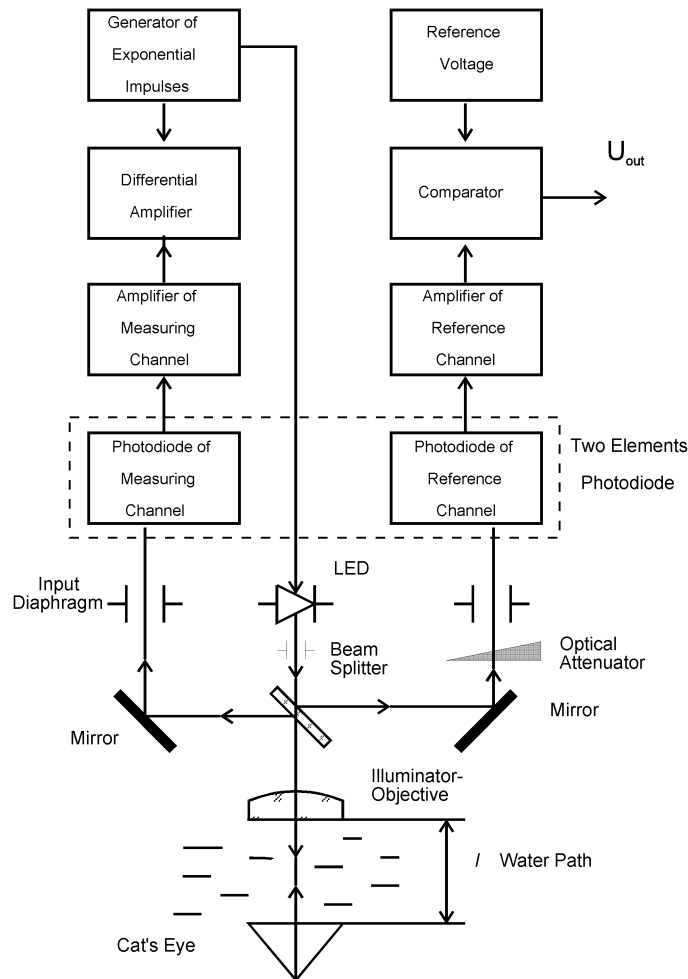 Generator of
Exponential
Impulses
Reference
Voltage
Differential
Amplifier
Comparator
U out
Amplifier of
Measuring
Channel
Amplifier of
Reference
Channel
Photodiode of
Measuring
Channel
Photodiode of
Reference
Channel
Two Elements
Photodiode
Input
Diaphragm
LED
Beam
Splitter
Optical
Attenuator
Mirror
Mirror
Illuminator-
Objective
l Water Path
Cat's Eye